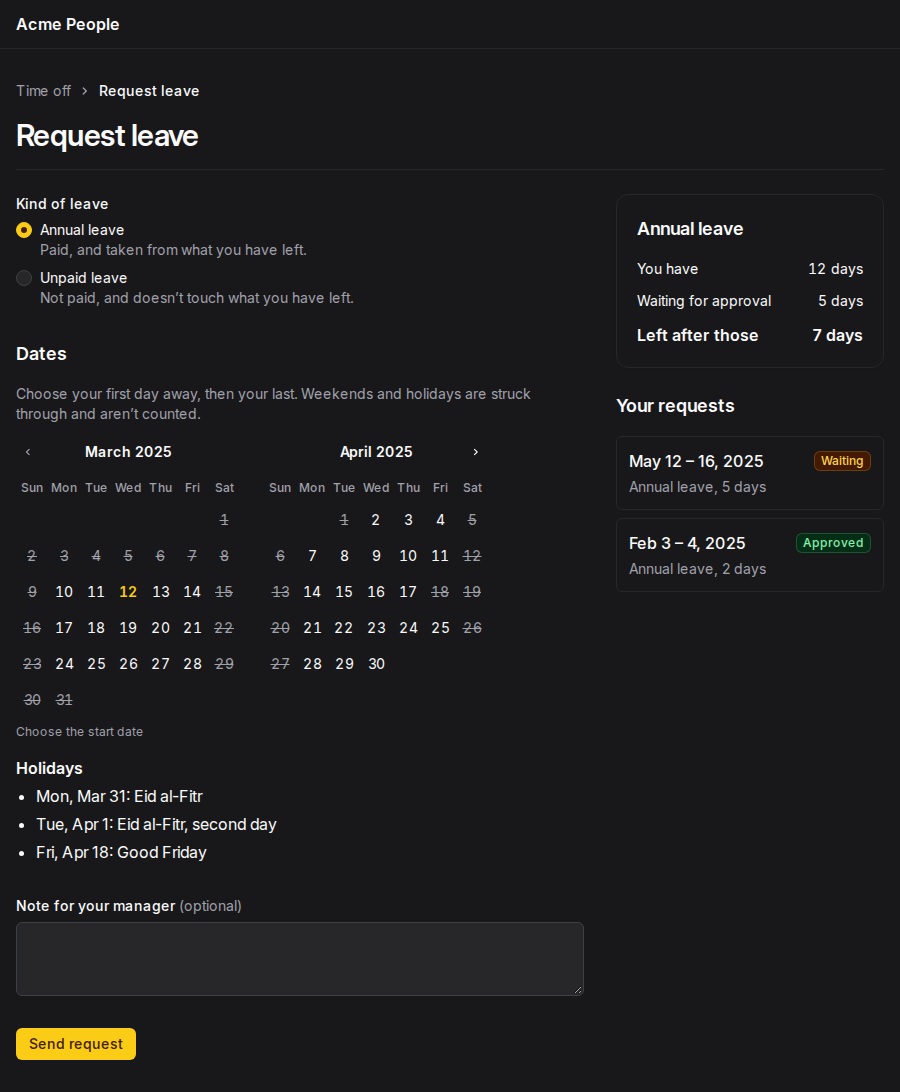 Acme People
Time off > Request leave
Request leave
Kind of leave
Annual leave
Paid, and taken from what you have left.
Unpaid leave
Not paid, and doesn’t touch what you have left.
Dates
Choose your first day away, then your last. Weekends and holidays are struck
through and aren’t counted.
March 2025
Sun Mon Tue Wed Thu Fri Sat
1
2 3 4 5 6 7 8
9 10 11 12 13 14 15
16 17 18 19 20 21 22
23 24 25 26 27 28 29
30 31
April 2025
Sun Mon Tue Wed Thu Fri Sat
1 2 3 4 5
6 7 8 9 10 11 12
13 14 15 16 17 18 19
20 21 22 23 24 25 26
27 28 29 30
Choose the start date
Holidays
• Mon, Mar 31: Eid al-Fitr
• Tue, Apr 1: Eid al-Fitr, second day
• Fri, Apr 18: Good Friday
Note for your manager (optional)
Send request
Annual leave
You have 12 days
Waiting for approval 5 days
Left after those 7 days
Your requests
May 12 – 16, 2025 Waiting
Annual leave, 5 days
Feb 3 – 4, 2025 Approved
Annual leave, 2 days